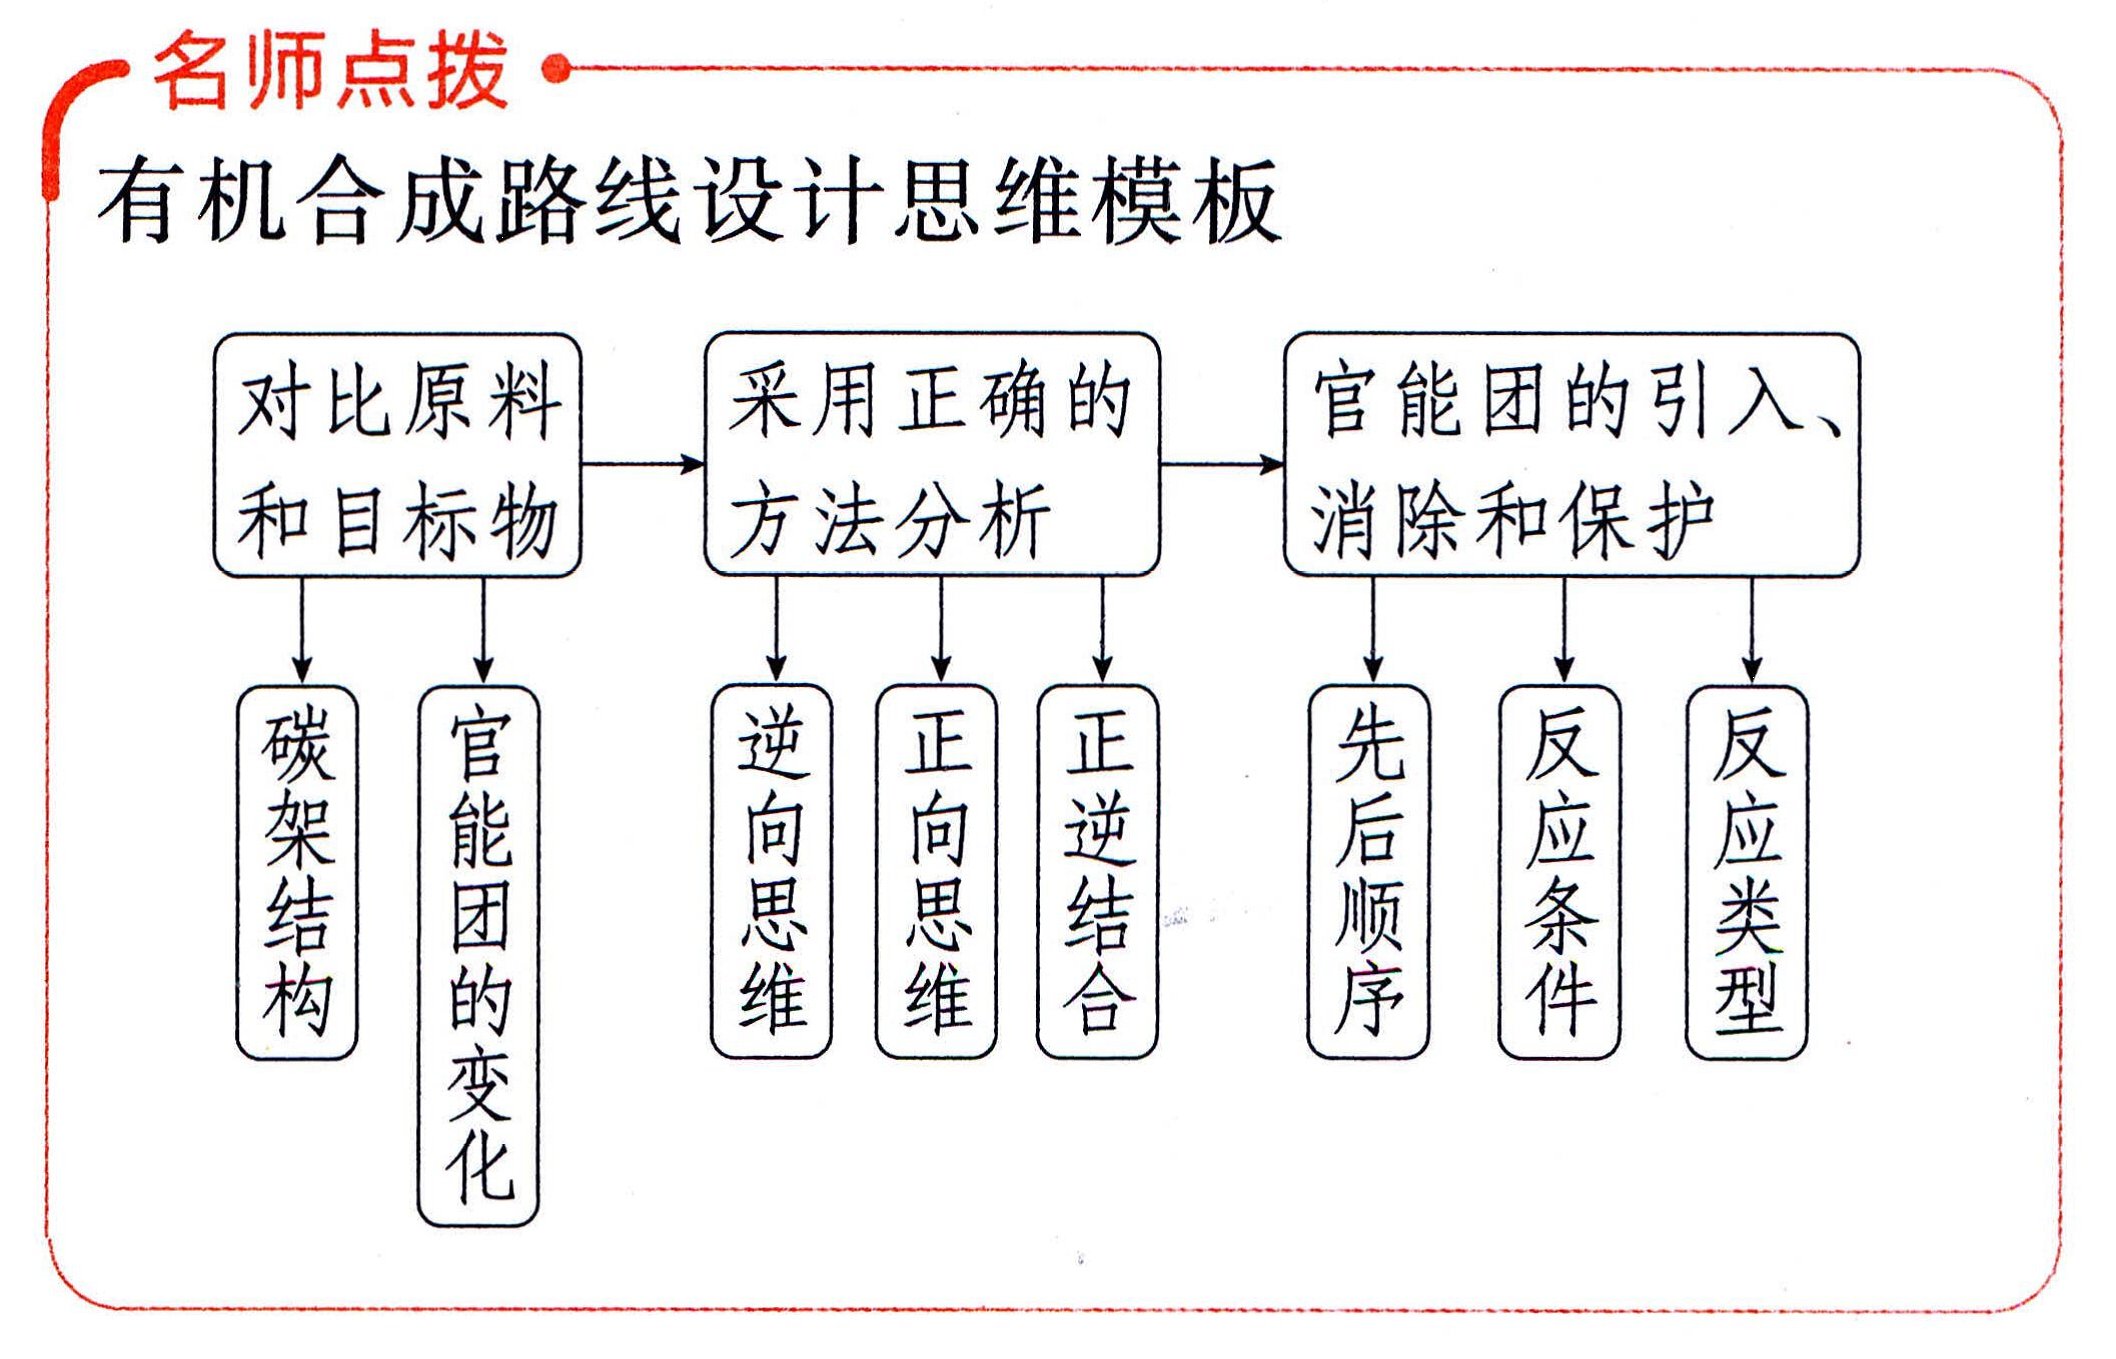 名师点拨
有机合成路线设计思维模板
对比原料
和目标物
采用正确的
方法分析
官能团的引入、
消除和保护
碳架结构
官能团的变化
逆向思维
正向思维
正逆结合
先后顺序
反应条件
反应类型